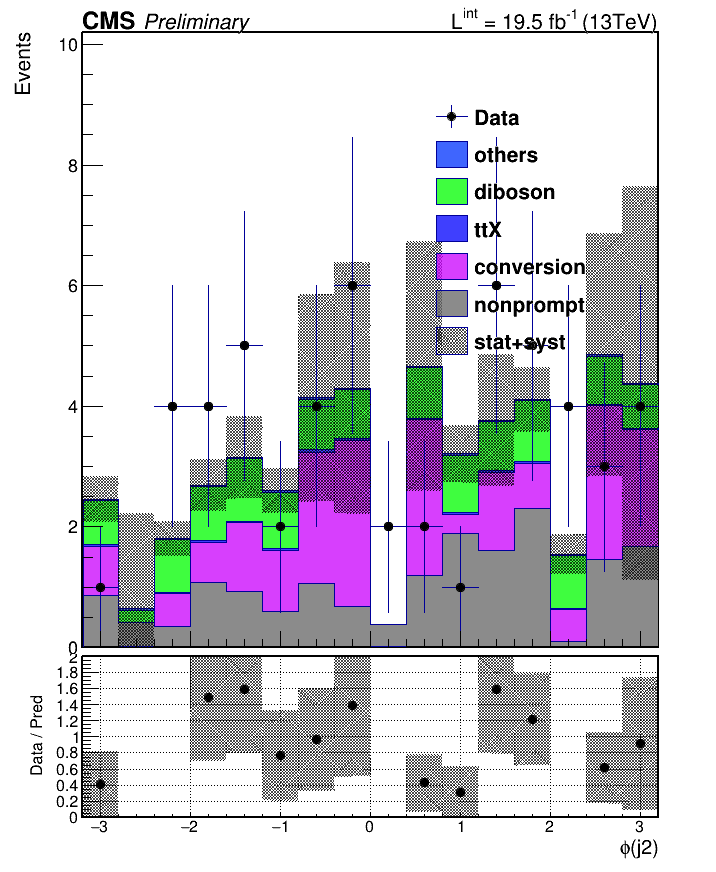 CMS Preliminary L^int = 19.5 fb^-1 (13TeV)
Events
10
8
6
4
2
0
Data
others
diboson
ttX
conversion
nonprompt
stat+syst
Data / Pred
2
1.8
1.6
1.4
1.2
1
0.8
0.6
0.4
0.2
0
−3 −2 −1 0 1 2 3
ϕ(j2)